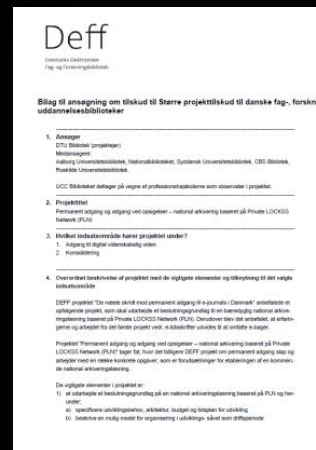 Deff
Danmarks Elektroniske
Fag- og Forskningsbibliotek
Bilag til ansøgning om tilskud til Større projekttilskud til danske fag-, forskn
uddannelsesbiblioteker
1. Ansøger
DTU Bibliotek (projektejer)
Medansøgere:
Aalborg Universitetsbibliotek, Nationalbiblioteket, Syddansk Universitetsbibliotek, CBS Bibliotek,
Roskilde Universitetsbibliotek.
UCC Biblioteket deltager på vegne af professionshøjskolerne som observatør i projektet.
2. Projekttitel
Permanent adgang og adgang ved opsigelser – national arkivering baseret på Private LOCKSS
Network (PLN)
3. Hvilket indsatsområde hører projektet under?
1. Adgang til digital videnskabelig viden
2. Konsolidering
4. Overordnet beskrivelse af projektet med de vigtigste elementer og tilknytning til det valgte
indsatsområde
DEFF projektet "De næste skridt mod permanent adgang til e-journals i Danmark" anbefalede et
opfølgende projekt, som skal udarbejde et beslutningsgrundlag til en bæredygtig national arkive-
ringsløsning baseret på Private LOCKSS Network (PLN). Derudover blev det anbefalet, at erfarin-
gerne og arbejdet fra det første projekt vedr. e-tidsskrifter udvides til at omfatte e-bøger.
Projektet "Permanent adgang og adgang ved opsigelser – national arkivering baseret på Private
LOCKSS Network (PLN)" tager fat, hvor det tidligere DEFF projekt om permanent adgang slap og
arbejder med en række konkrete opgaver, som er forudsætninger for etableringen af en kommen-
de national arkiveringsløsning.
De vigtigste elementer i projektet er:
1) at udarbejde et beslutningsgrundlag på en national arkiveringsløsning baseret på PLN og her-
under;
a) specificere udviklingsbehov, arkitektur, budget og tidsplan for udvikling
b) beskrive en mulig model for organisering i udviklings- såvel som driftsperiode